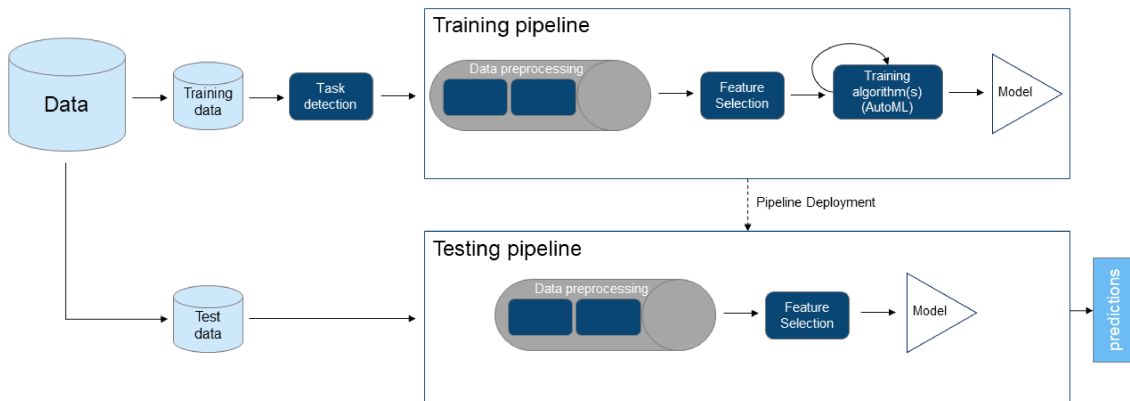 Training pipeline
Data preprocessing
Data
Training
data
Task
detection
Feature
Selection
Training
algorithm(s)
(AutoML)
Model
Pipeline Deployment
Testing pipeline
Data preprocessing
Test
data
Feature
Selection
Model
predictions